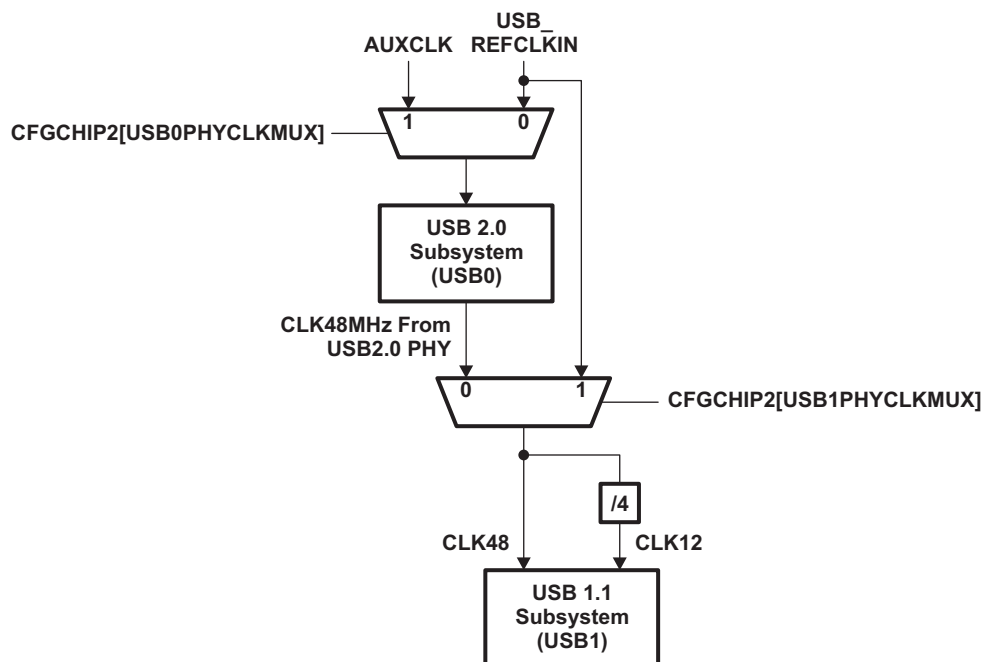 USB_
AUXCLK REFCLKIN
1 0
CFGCHIP2[USB0PHYCLKMUX]
USB 2.0
Subsystem
(USB0)
CLK48MHz From
USB2.0 PHY
0 1
CFGCHIP2[USB1PHYCLKMUX]
/4
CLK48 CLK12
USB 1.1
Subsystem
(USB1)